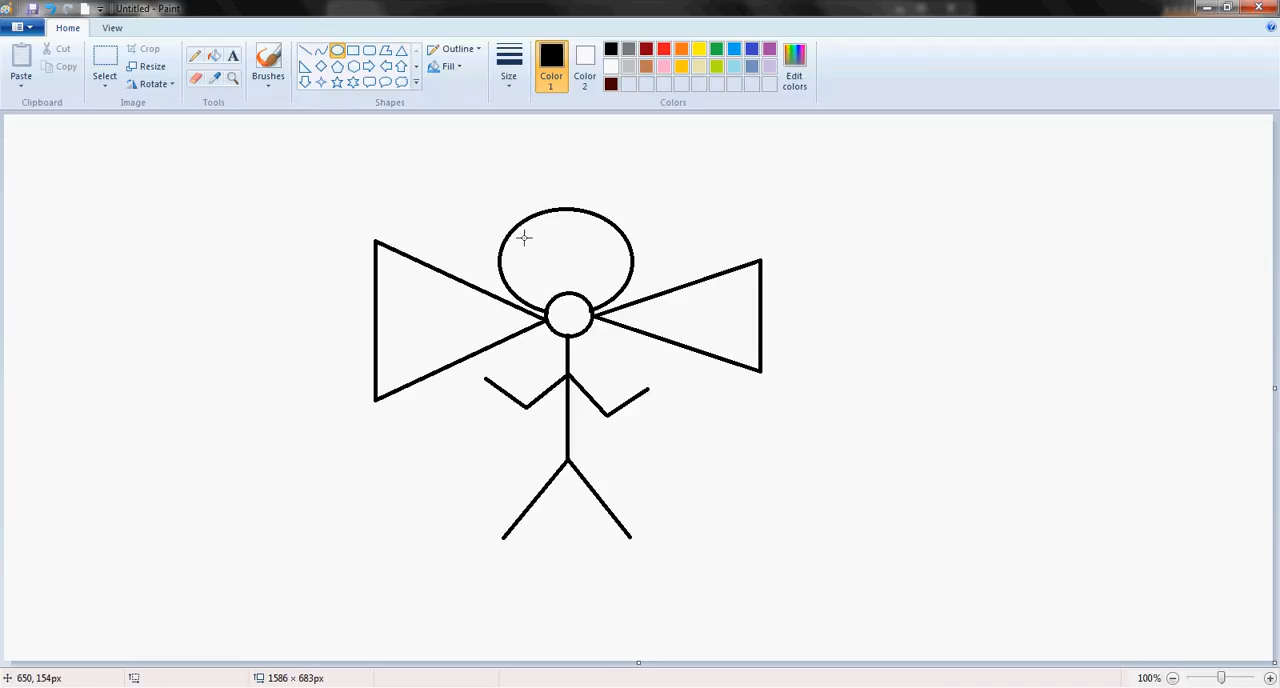 Untitled - Paint
Home View
Paste
Cut
Copy
Clipboard
Select
Crop
Resize
Rotate
Image
Tools
Brushes
Outline
Fill
Shapes
Size
Color 1
Color 2
Edit colors
Colors
650, 154px
1586 × 683px
100%